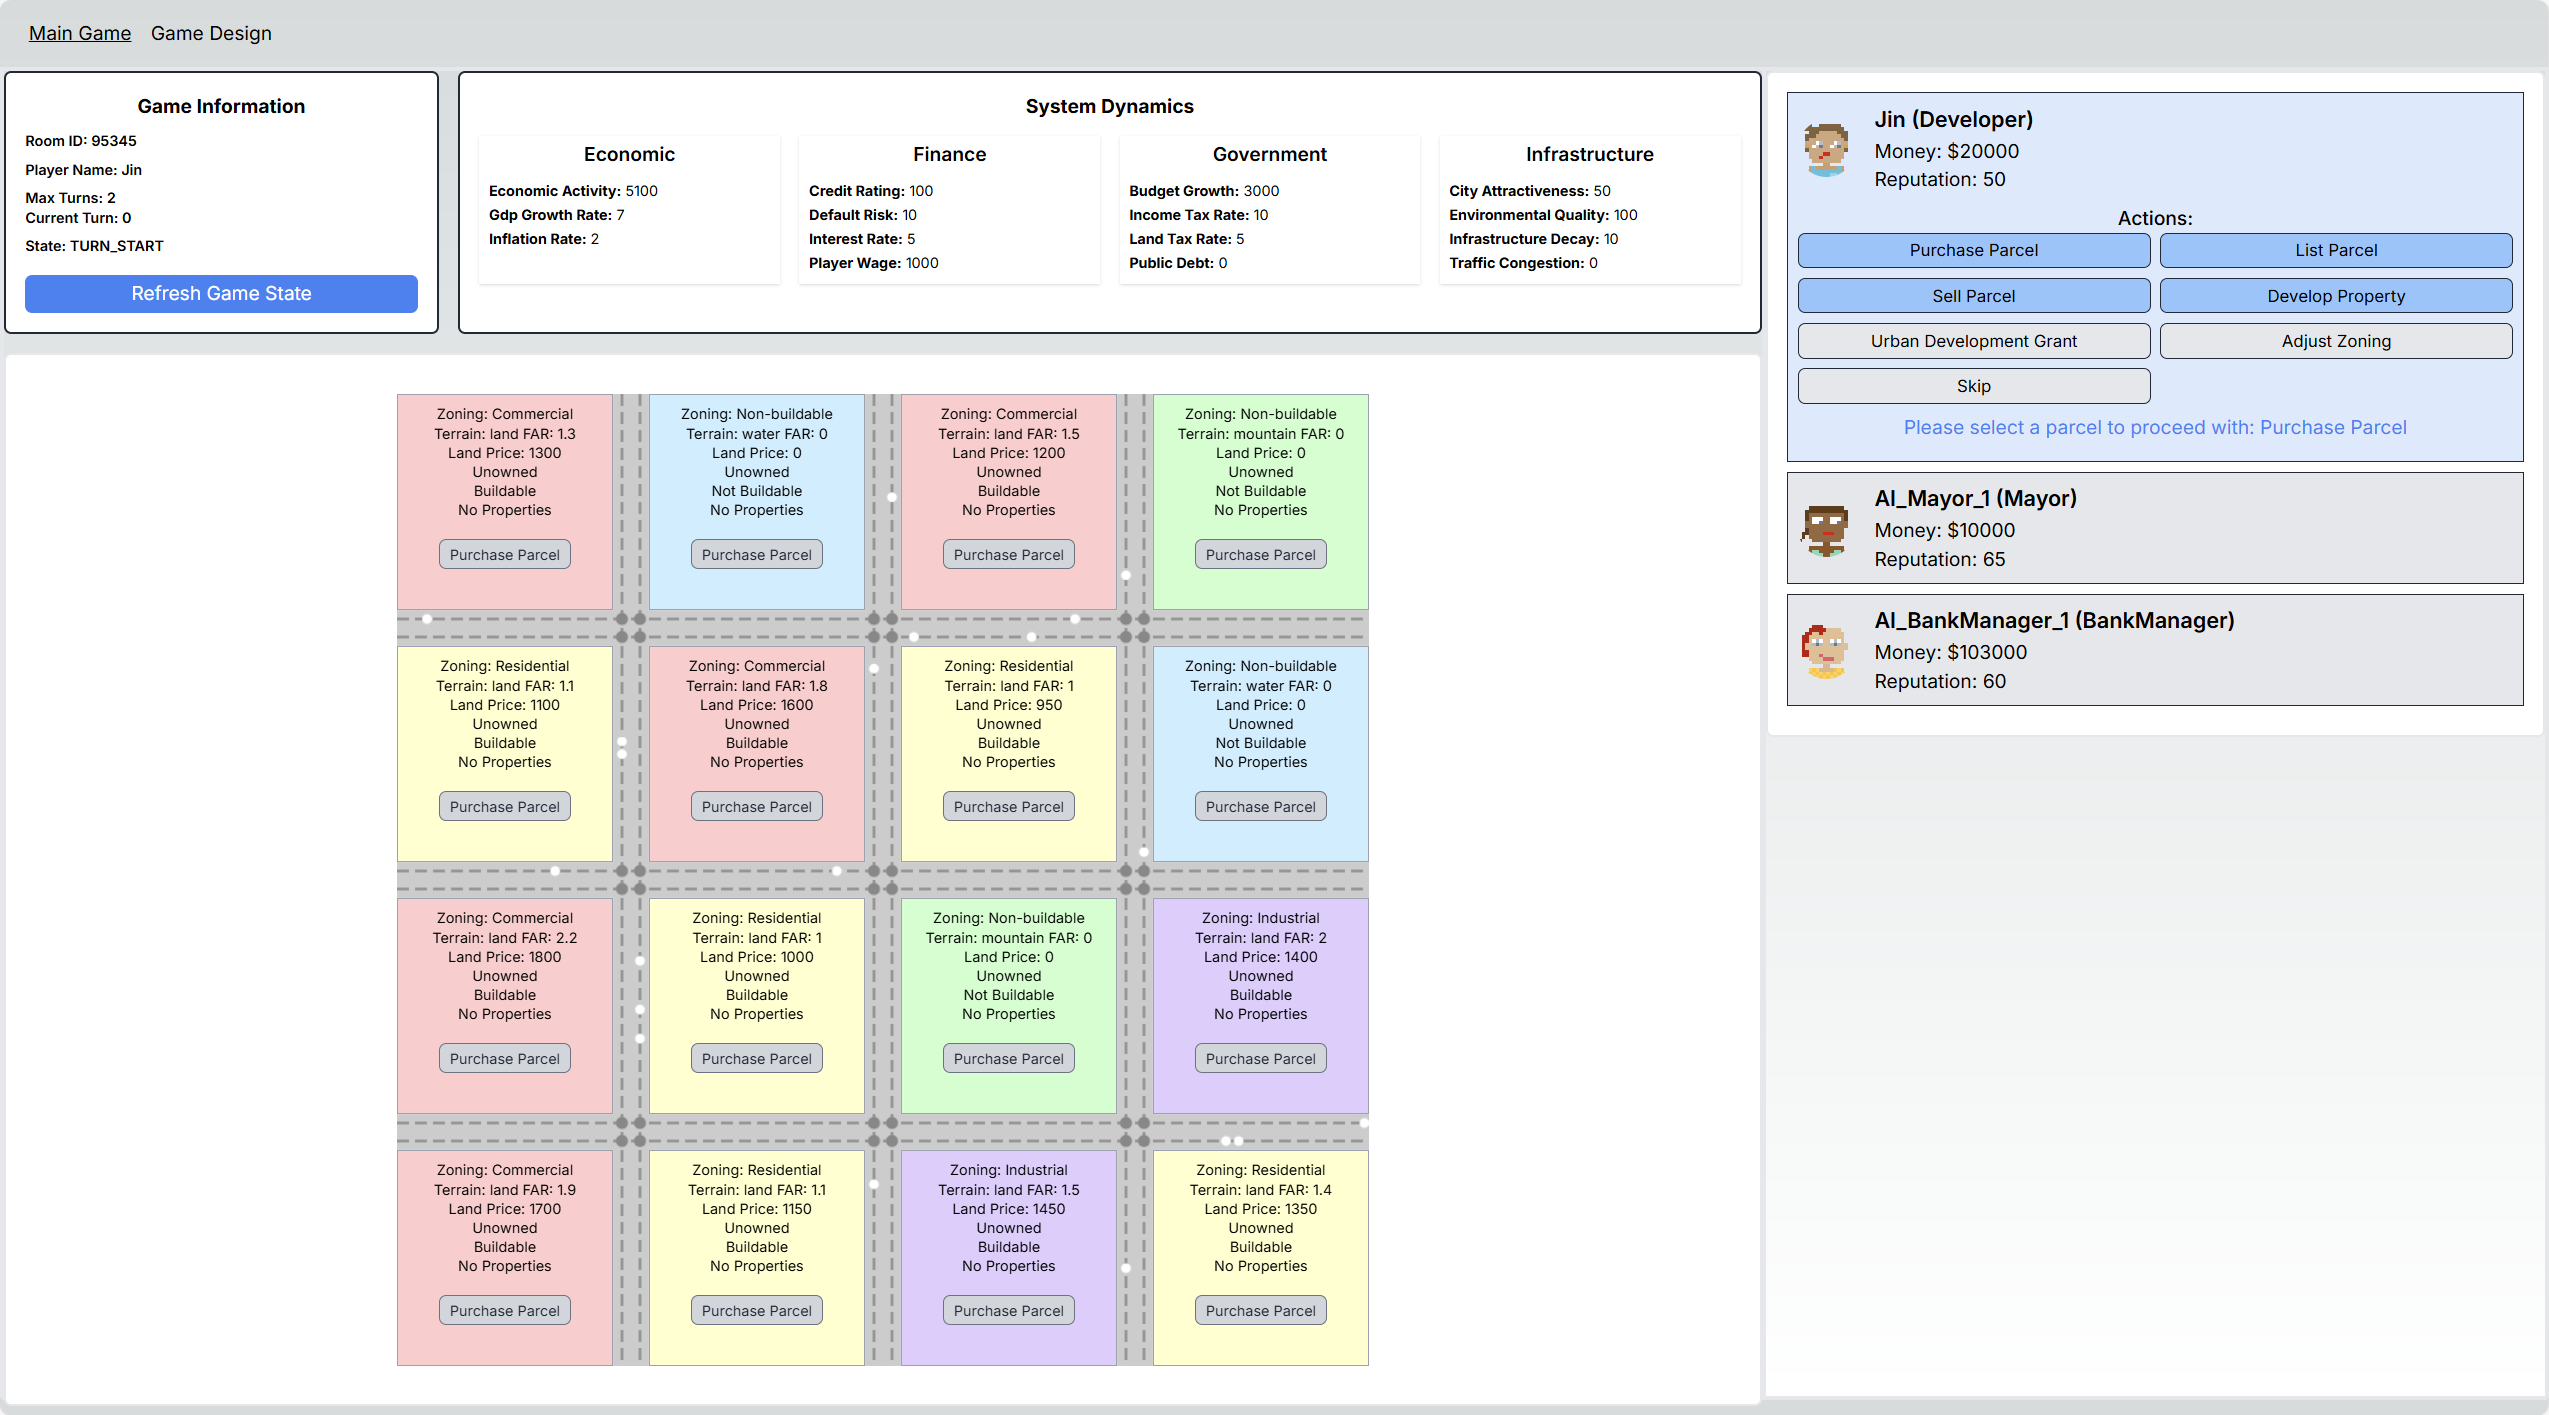 Main Game Game Design
Game Information
Room ID: 95345
Player Name: Jin
Max Turns: 2
Current Turn: 0
State: TURN_START
Refresh Game State
System Dynamics
Economic
Economic Activity: 5100
Gdp Growth Rate: 7
Inflation Rate: 2
Finance
Credit Rating: 100
Default Risk: 10
Interest Rate: 5
Player Wage: 1000
Government
Budget Growth: 3000
Income Tax Rate: 10
Land Tax Rate: 5
Public Debt: 0
Infrastructure
City Attractiveness: 50
Environmental Quality: 100
Infrastructure Decay: 10
Traffic Congestion: 0
Zoning: Commercial
Terrain: land FAR: 1.3
Land Price: 1300
Unowned
Buildable
No Properties
Purchase Parcel
Zoning: Non-buildable
Terrain: water FAR: 0
Land Price: 0
Unowned
Not Buildable
No Properties
Purchase Parcel
Zoning: Commercial
Terrain: land FAR: 1.5
Land Price: 1200
Unowned
Buildable
No Properties
Purchase Parcel
Zoning: Non-buildable
Terrain: mountain FAR: 0
Land Price: 0
Unowned
Not Buildable
No Properties
Purchase Parcel
Zoning: Residential
Terrain: land FAR: 1.1
Land Price: 1100
Unowned
Buildable
No Properties
Purchase Parcel
Zoning: Commercial
Terrain: land FAR: 1.8
Land Price: 1600
Unowned
Buildable
No Properties
Purchase Parcel
Zoning: Residential
Terrain: land FAR: 1
Land Price: 950
Unowned
Buildable
No Properties
Purchase Parcel
Zoning: Non-buildable
Terrain: water FAR: 0
Land Price: 0
Unowned
Not Buildable
No Properties
Purchase Parcel
Zoning: Commercial
Terrain: land FAR: 2.2
Land Price: 1800
Unowned
Buildable
No Properties
Purchase Parcel
Zoning: Residential
Terrain: land FAR: 1
Land Price: 1000
Unowned
Buildable
No Properties
Purchase Parcel
Zoning: Non-buildable
Terrain: mountain FAR: 0
Land Price: 0
Unowned
Not Buildable
No Properties
Purchase Parcel
Zoning: Industrial
Terrain: land FAR: 2
Land Price: 1400
Unowned
Buildable
No Properties
Purchase Parcel
Zoning: Commercial
Terrain: land FAR: 1.9
Land Price: 1700
Unowned
Buildable
No Properties
Purchase Parcel
Zoning: Residential
Terrain: land FAR: 1.1
Land Price: 1150
Unowned
Buildable
No Properties
Purchase Parcel
Zoning: Industrial
Terrain: land FAR: 1.5
Land Price: 1450
Unowned
Buildable
No Properties
Purchase Parcel
Zoning: Residential
Terrain: land FAR: 1.4
Land Price: 1350
Unowned
Buildable
No Properties
Purchase Parcel
Jin (Developer)
Money: $20000
Reputation: 50
Actions:
Purchase Parcel
List Parcel
Sell Parcel
Develop Property
Urban Development Grant
Adjust Zoning
Skip
Please select a parcel to proceed with: Purchase Parcel
AI_Mayor_1 (Mayor)
Money: $10000
Reputation: 65
AI_BankManager_1 (BankManager)
Money: $103000
Reputation: 60